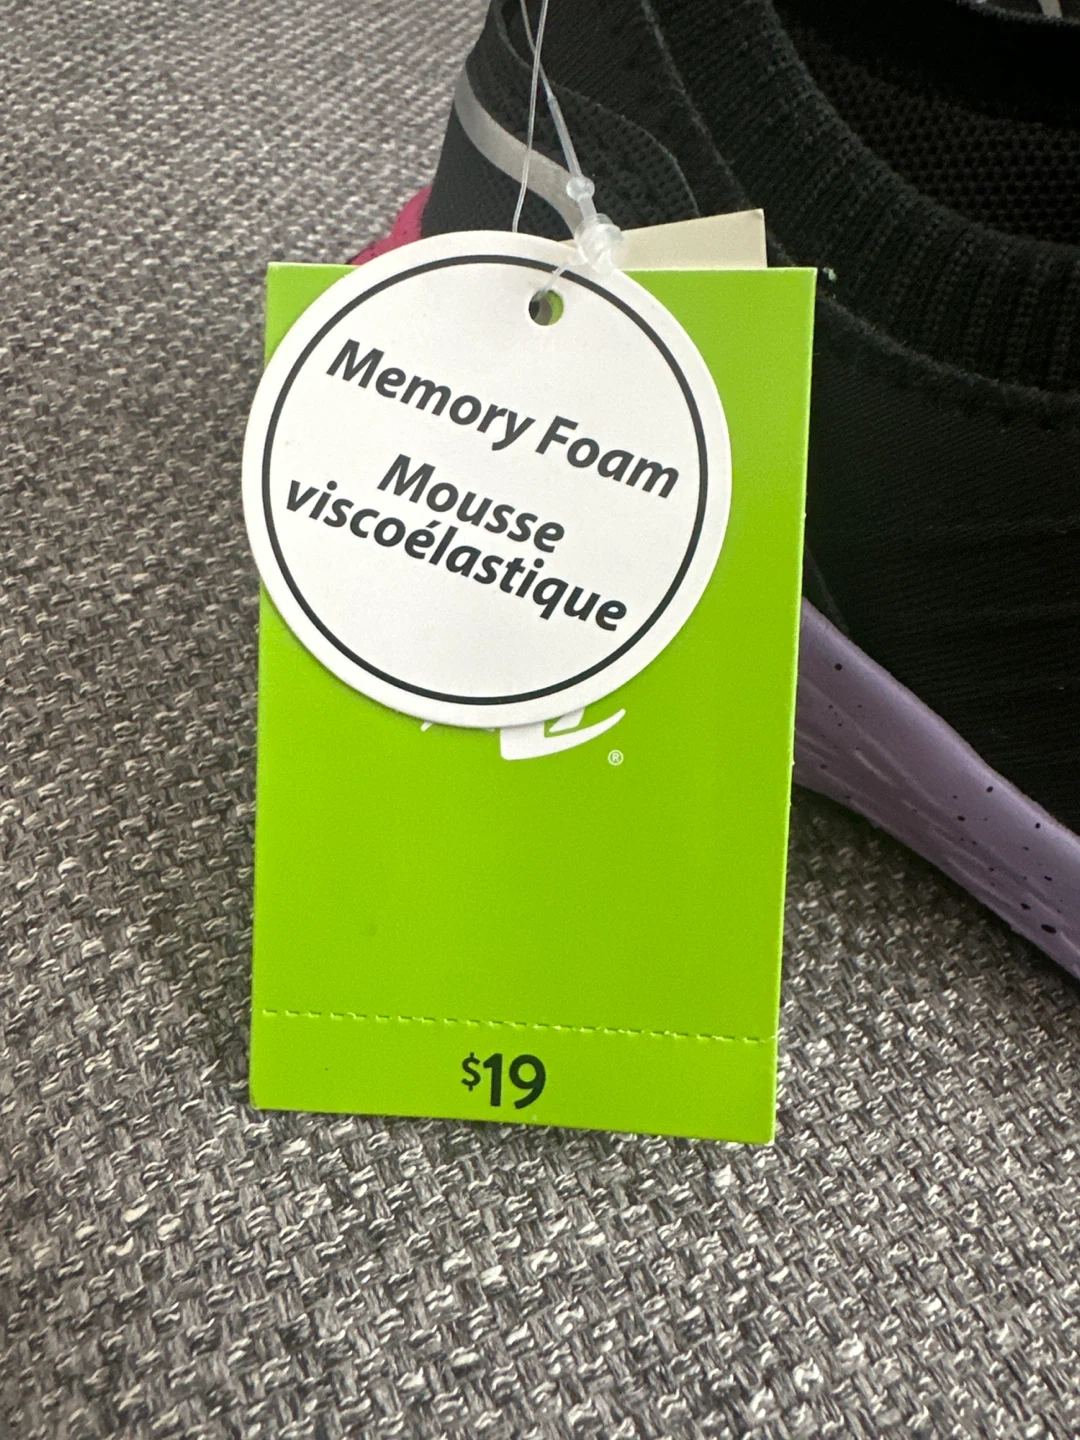 Memory Foam
Mousse
viscoélastique
®
$19